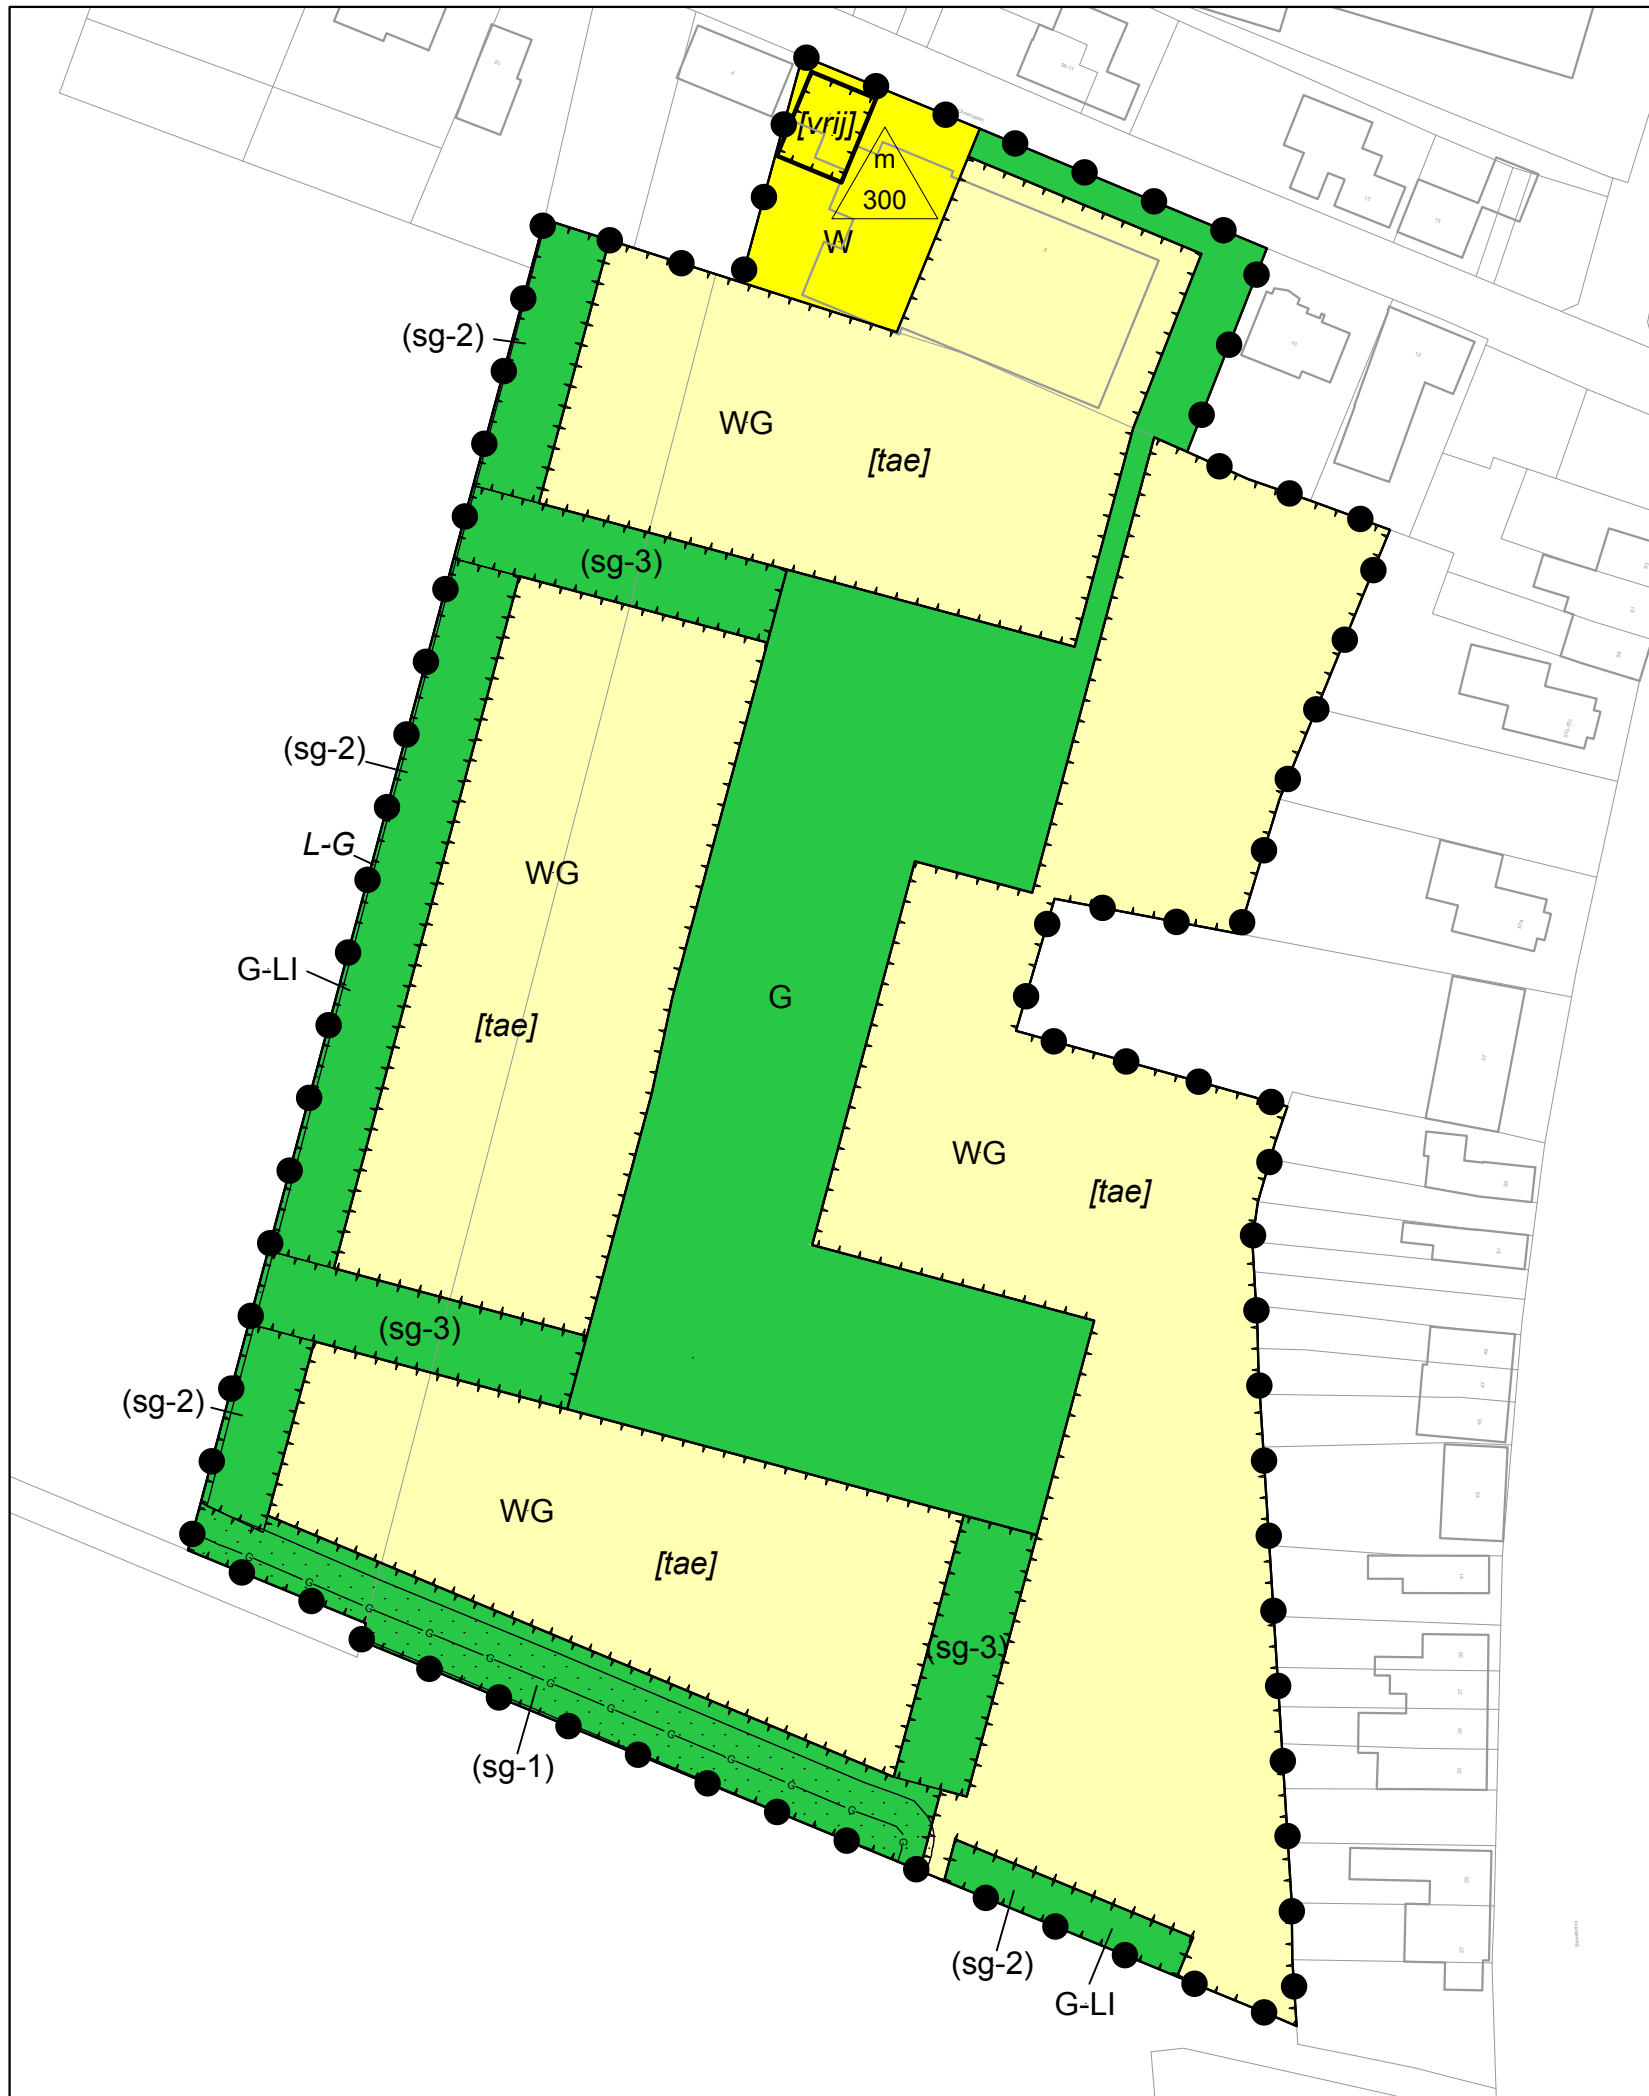 [vrij]
m
300
W
(sg-2)
WG
[tae]
(sg-3)
(sg-2)
L-G
WG
G-LI
G
[tae]
WG
[tae]
(sg-3)
(sg-2)
WG
[tae]
(sg-3)
(sg-1)
(sg-2)
G-LI
G
G
G
G
G
G
G
G
G
G
G
G